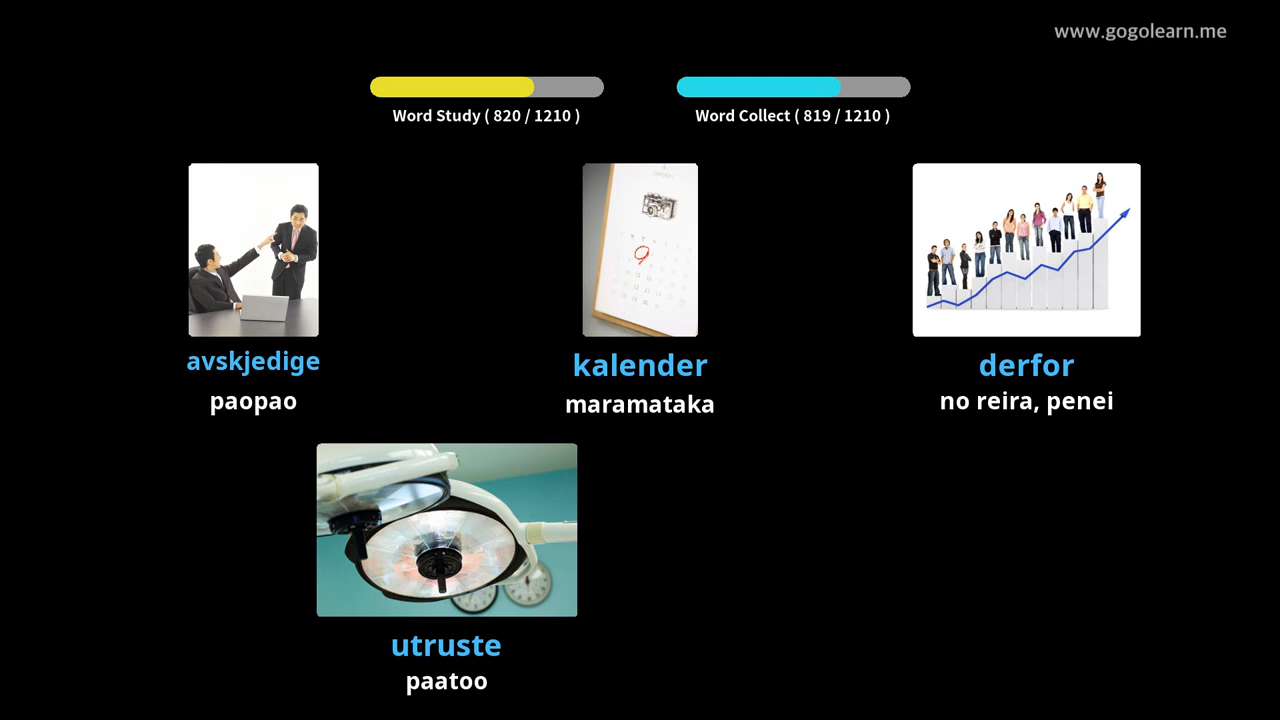 www.gogolearn.me
Word Study ( 820 / 1210 )
Word Collect ( 819 / 1210 )
avskjedige
paopao
kalender
maramataka
derfor
no reira, penei
utruste
paatoo